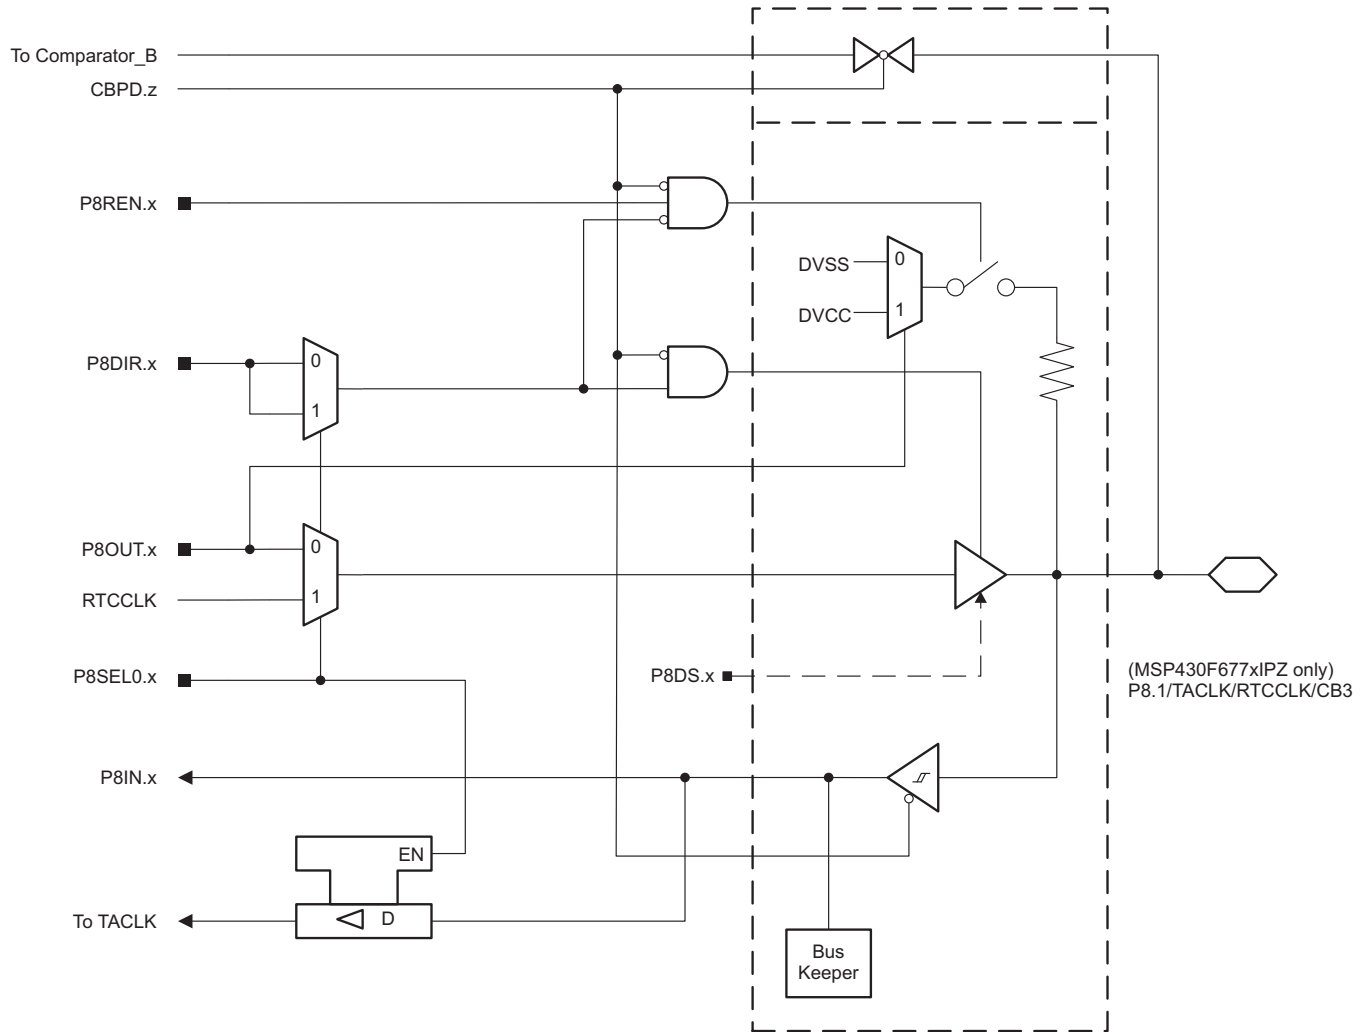 To Comparator_B
CBPD.z
P8REN.x
DVSS
0
DVCC
1
P8DIR.x
0
1
P8OUT.x
0
RTCCLK
1
P8SEL0.x
P8DS.x
(MSP430F677xIPZ only)
P8.1/TACLK/RTCCLK/CB3
P8IN.x
EN
To TACLK
D
Bus
Keeper